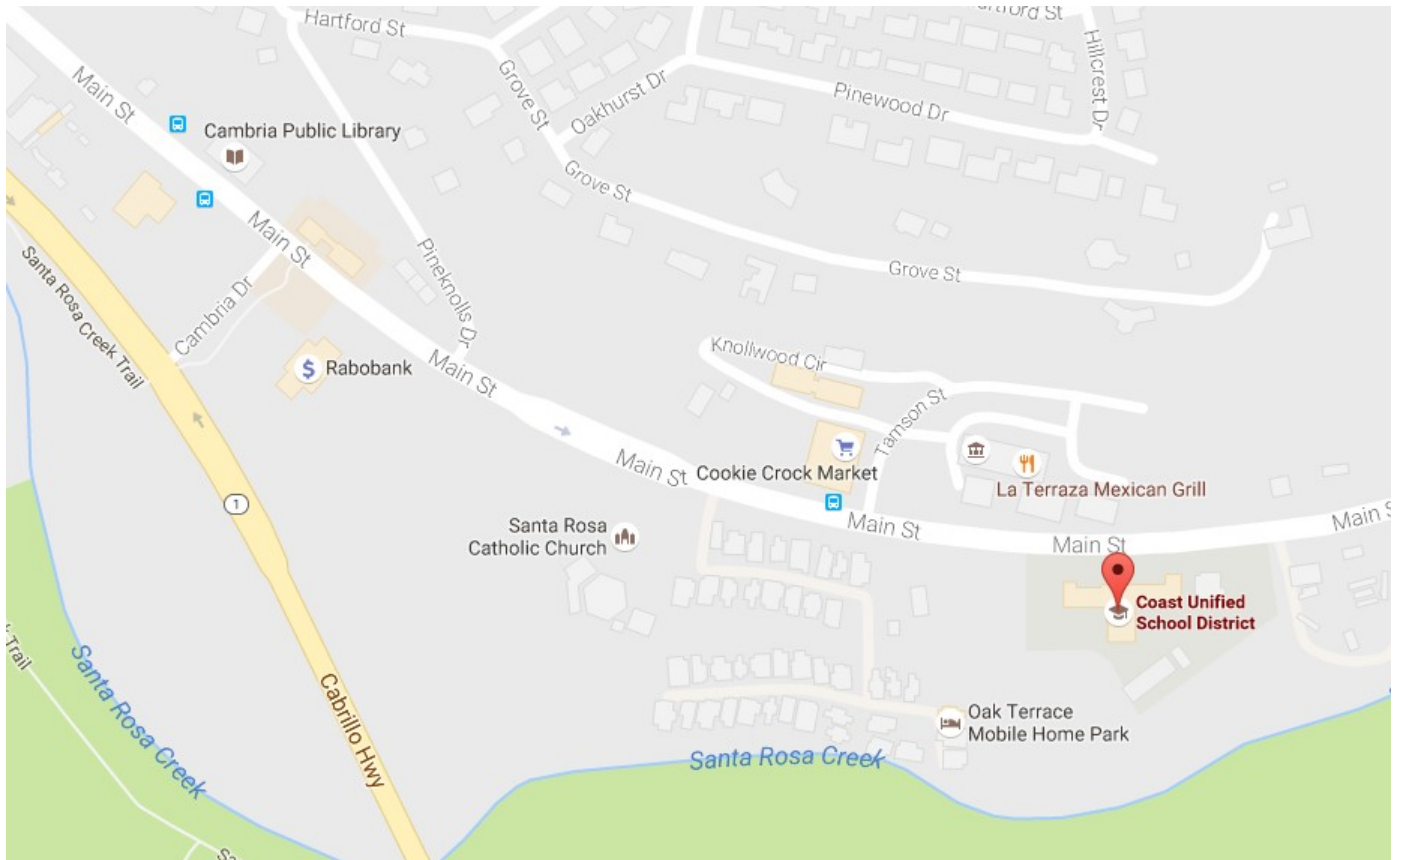 Hartford St
Hartford St
Main St
Grove St
Oakhurst Dr
Pinewood Dr
Hillcrest Dr
Cambria Public Library
Grove St
Main St
Santa Rosa Creek Trail
Cambria Dr
Pineknolls Dr
Grove St
Knollwood Cir
$
Rabobank
Main St
Tamson St
Main St
Cookie Crock Market
La Terraza Mexican Grill
1
Santa Rosa
Catholic Church
Main St
Main St
Main S
Coast Unified
School District
Trail
Santa Rosa Creek
Cabrillo Hwy
Oak Terrace
Mobile Home Park
Santa Rosa Creek